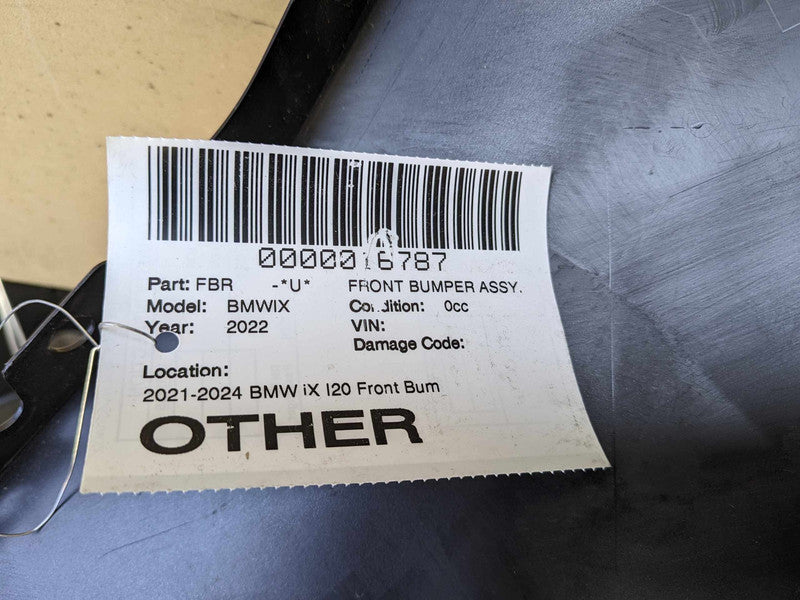 0000016787
Part: FBR -*U* FRONT BUMPER ASSY.
Model: BMWIX Condition: 0cc
Year: 2022 VIN:
Damage Code:
Location:
2021-2024 BMW iX I20 Front Bum
OTHER